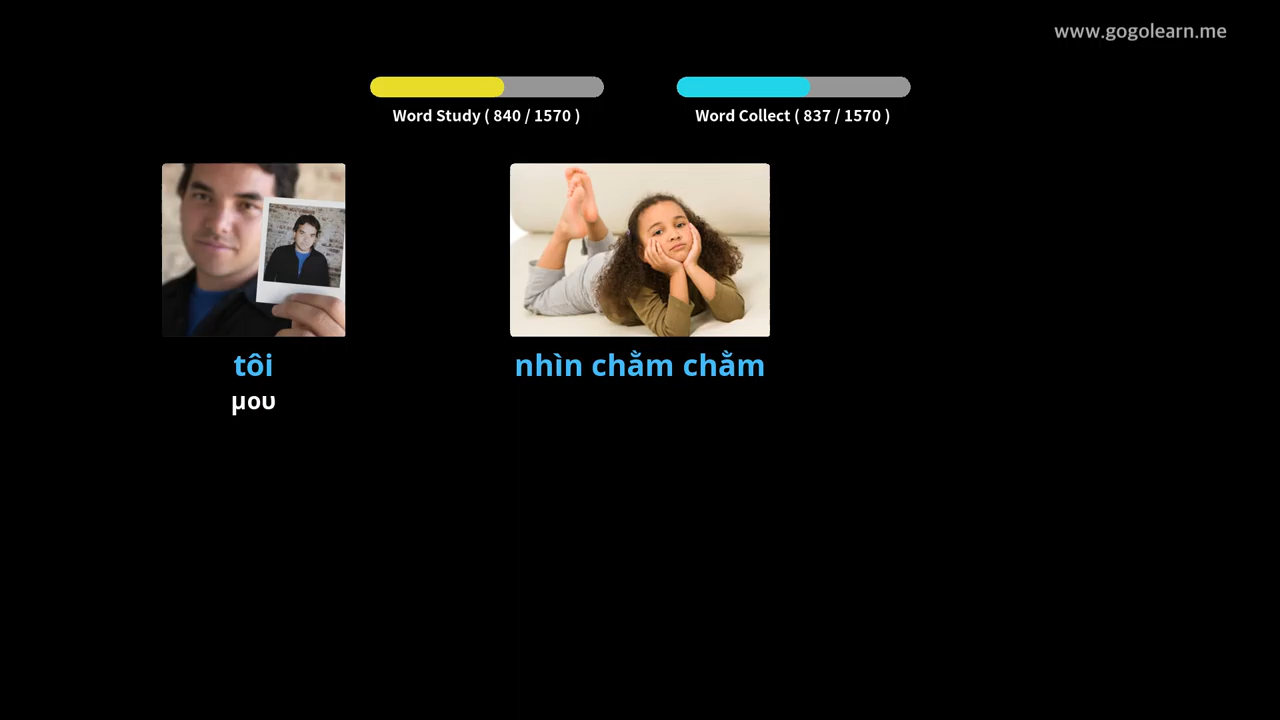 www.gogolearn.me
Word Study ( 840 / 1570 )
Word Collect ( 837 / 1570 )
tôi
μου
nhìn chằm chằm